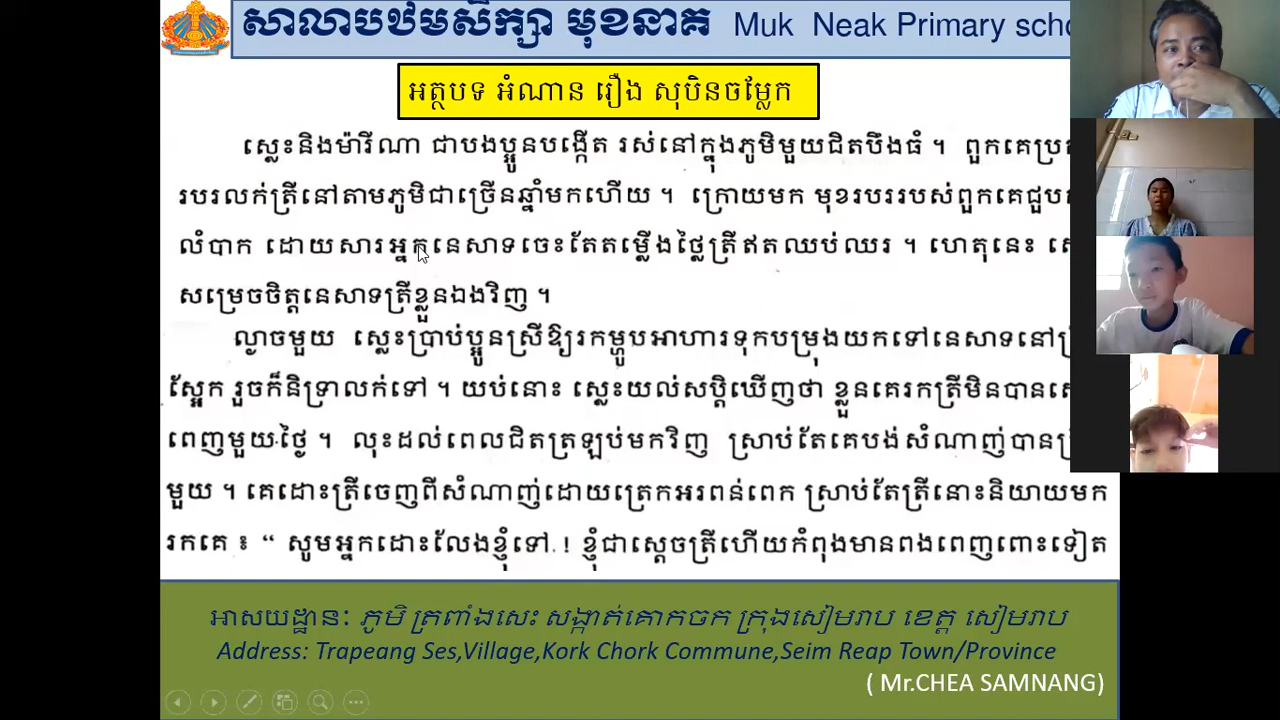 សាលាបឋមសិក្សា មុខនាគ Muk Neak Primary
អត្ថបទ អំណាន រឿង សុបិនចម្លែក
ស្លេះនិងម៉ារីណា ជាបងប្អូនបង្កើត រស់នៅក្នុងភូមិមួយជិតបឹងធំ ។ ពួកគេ
របរលក់ត្រីនៅតាមភូមិជាច្រើនឆ្នាំមកហើយ ។ ក្រោយមក មុខរបររបស់ពួកគេជួប
លំបាក ដោយសារអ្នកនេសាទចេះតែតម្លើងថ្លៃត្រីឥតឈប់ឈរ ។ ហេតុនេះ
សម្រេចចិត្តនេសាទត្រីខ្លួនឯងវិញ ។
ល្ងាចមួយ ស្លេះប្រាប់ប្អូនស្រីឱ្យរកម្ហូបអាហារទុកបម្រុងយកទៅនេសាទនៅ
ស្អែក រួចក៏និទ្រាលក់ទៅ ។ យប់នោះ ស្លេះយល់សប្តិឃើញថា ខ្លួនគេរកត្រីមិនបាន
ពេញមួយថ្ងៃ ។ លុះដល់ពេលជិតត្រឡប់មកវិញ ស្រាប់តែគេបង់សំណាញ់បាន
មួយ ។ គេដោះត្រីចេញពីសំណាញ់ដោយត្រេកអរពន់ពេក ស្រាប់តែត្រីនោះនិយាយមក
រកគេ ៖ “ សូមអ្នកដោះលែងខ្ញុំទៅ ! ខ្ញុំជាស្តេចត្រីហើយកំពុងមានពងពេញពោះទៀត
អាសយដ្ឋានៈ ភូមិ ត្រពាំងសេះ សង្កាត់គោកចក ក្រុងសៀមរាប ខេត្ត សៀមរាប
Address: Trapeang Ses,Village,Kork Chork Commune,Seim Reap Town/Province
( Mr.CHEA SAMNANG)